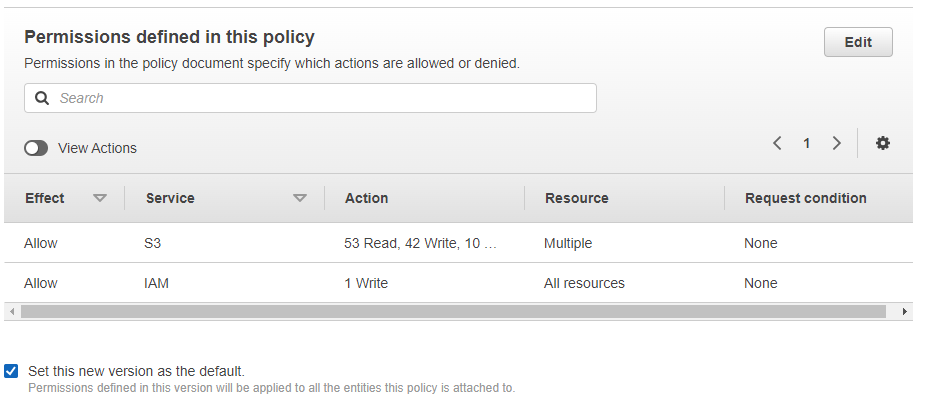 Permissions defined in this policy
Edit
Permissions in the policy document specify which actions are allowed or denied.
Search
View Actions
1
Effect Service Action Resource Request condition
Allow S3 53 Read, 42 Write, 10 ... Multiple None
Allow IAM 1 Write All resources None
Set this new version as the default.
Permissions defined in this version will be applied to all the entities this policy is attached to.